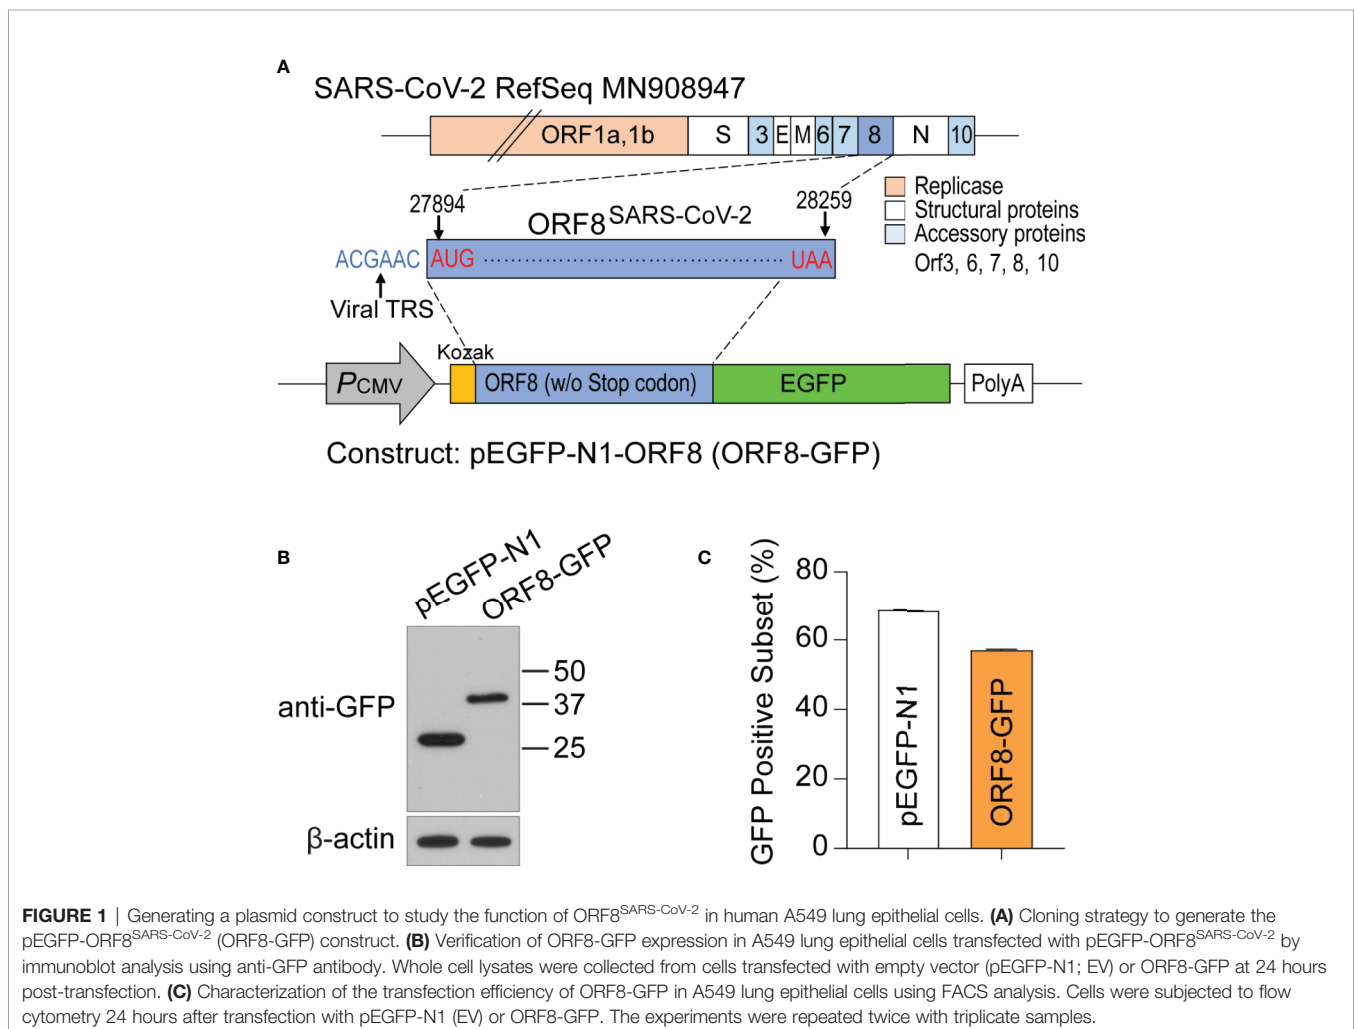 A
SARS-CoV-2 RefSeq MN908947
ORF1a,1b S 3 E M 6 7 8 N 10
Replicase
Structural proteins
Accessory proteins
Orf3, 6, 7, 8, 10
27894 28259
ORF8SARS-CoV-2
ACGAAC AUG ............................................ UAA
Viral TRS
Kozak
PCMV ORF8 (w/o Stop codon) EGFP PolyA
Construct: pEGFP-N1-ORF8 (ORF8-GFP)
B
pEGFP-N1
ORF8-GFP
anti-GFP
50
37
25
β-actin
C
GFP Positive Subset (%)
80
60
40
20
0
pEGFP-N1
ORF8-GFP
FIGURE 1 | Generating a plasmid construct to study the function of ORF8SARS-CoV-2 in human A549 lung epithelial cells. (A) Cloning strategy to generate the
pEGFP-ORF8SARS-CoV-2 (ORF8-GFP) construct. (B) Verification of ORF8-GFP expression in A549 lung epithelial cells transfected with pEGFP-ORF8SARS-CoV-2 by
immunoblot analysis using anti-GFP antibody. Whole cell lysates were collected from cells transfected with empty vector (pEGFP-N1; EV) or ORF8-GFP at 24 hours
post-transfection. (C) Characterization of the transfection efficiency of ORF8-GFP in A549 lung epithelial cells using FACS analysis. Cells were subjected to flow
cytometry 24 hours after transfection with pEGFP-N1 (EV) or ORF8-GFP. The experiments were repeated twice with triplicate samples.